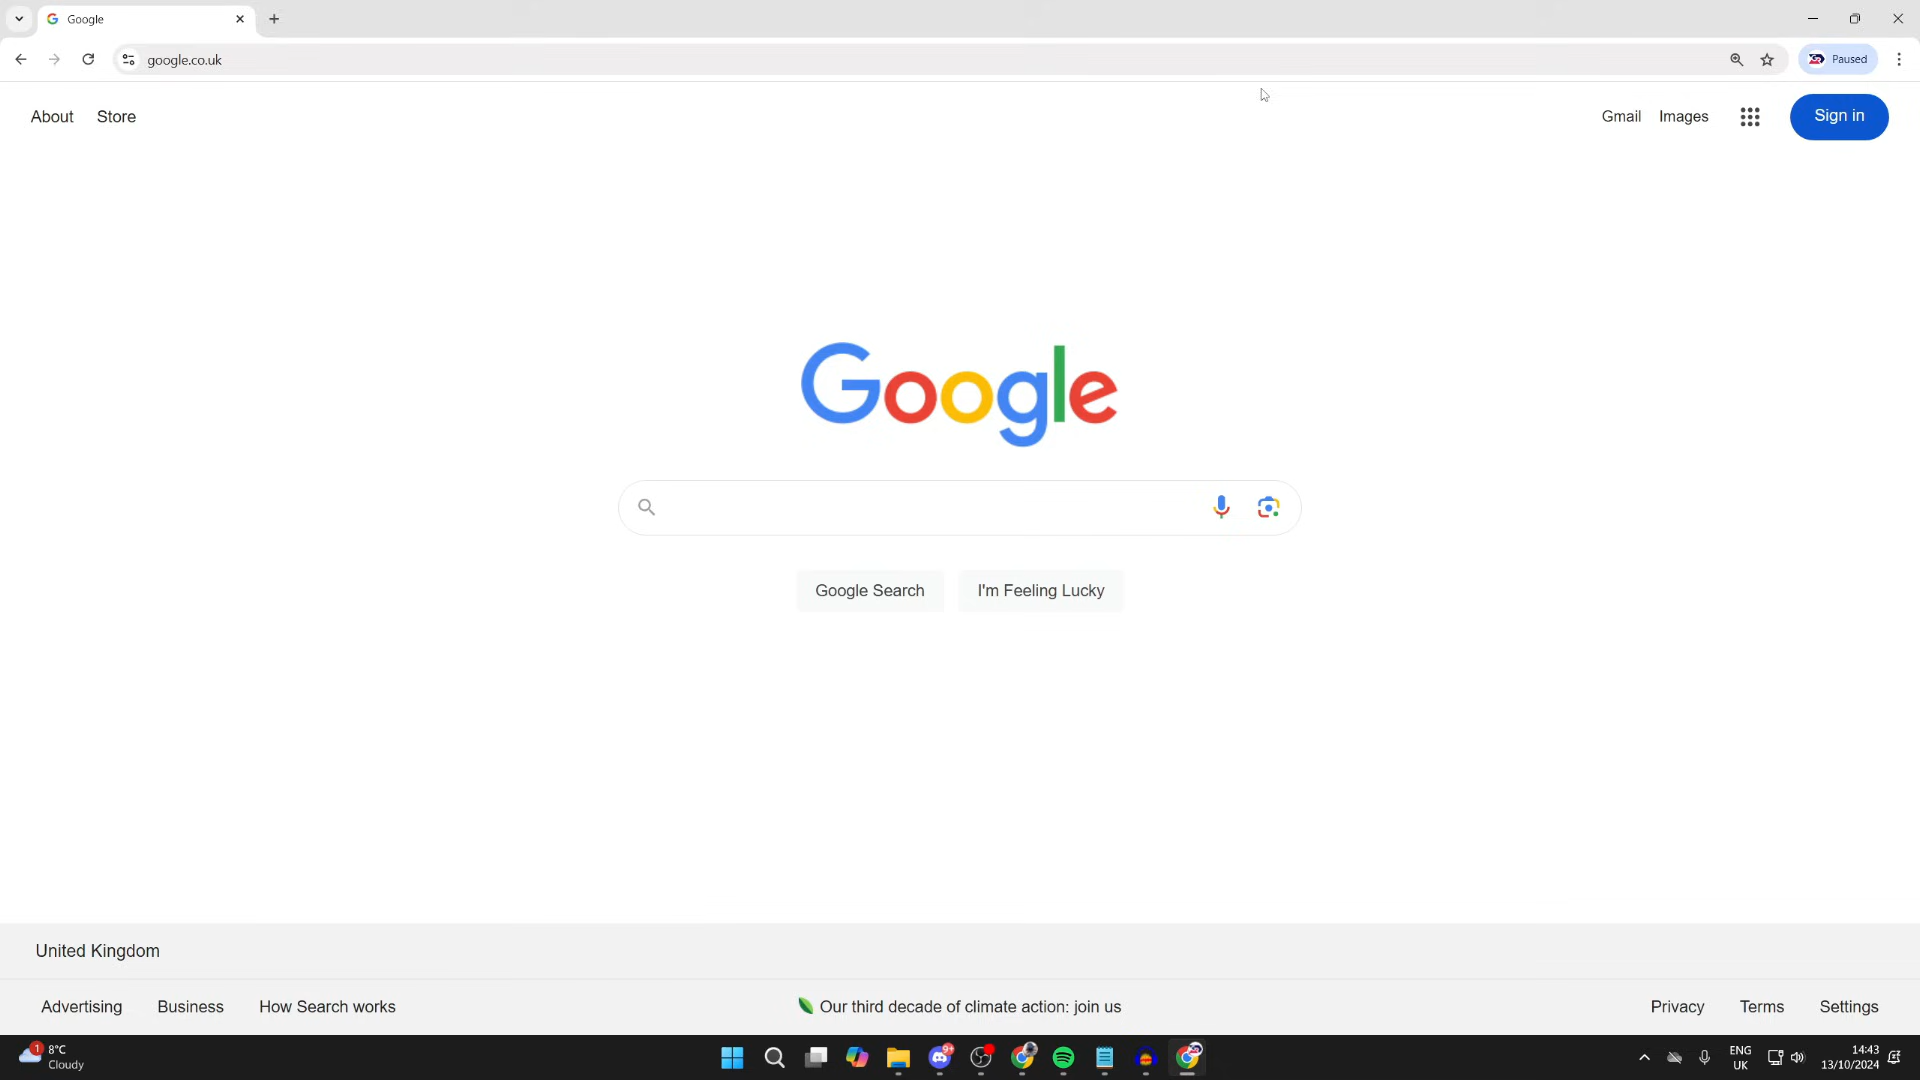 Google
google.co.uk
Paused
About Store
Gmail Images
Sign in
Google
Google Search
I'm Feeling Lucky
United Kingdom
Advertising Business How Search works
Our third decade of climate action: join us
Privacy Terms Settings
1
8°C
Cloudy
9+
ENG
UK
14:43
13/10/2024